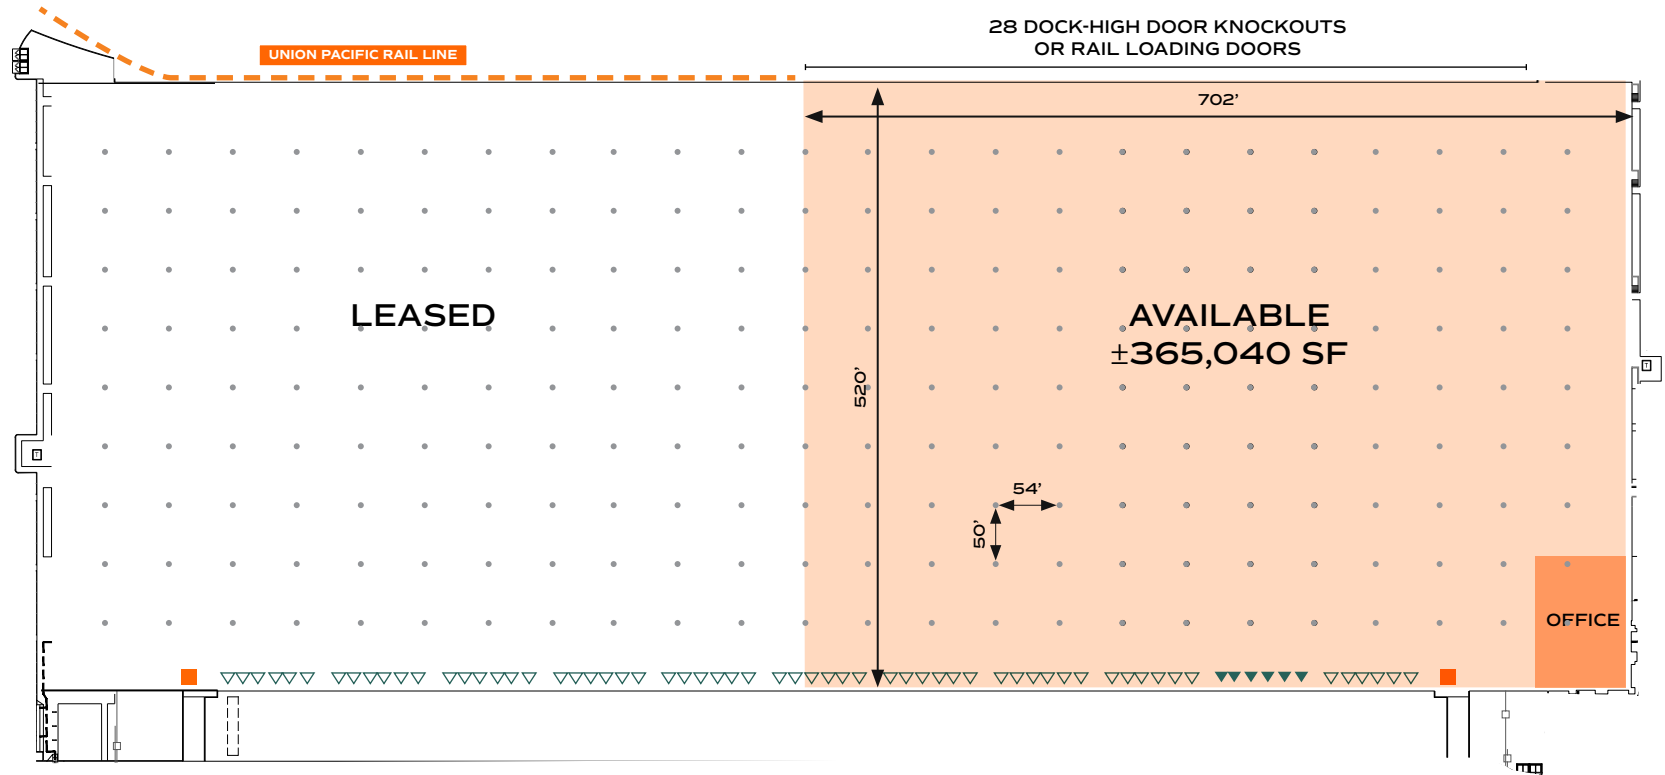 28 DOCK-HIGH DOOR KNOCKOUTS
OR RAIL LOADING DOORS
UNION PACIFIC RAIL LINE
702’
LEASED
AVAILABLE
±365,040 SF
520’
54’
50’
OFFICE
T
T